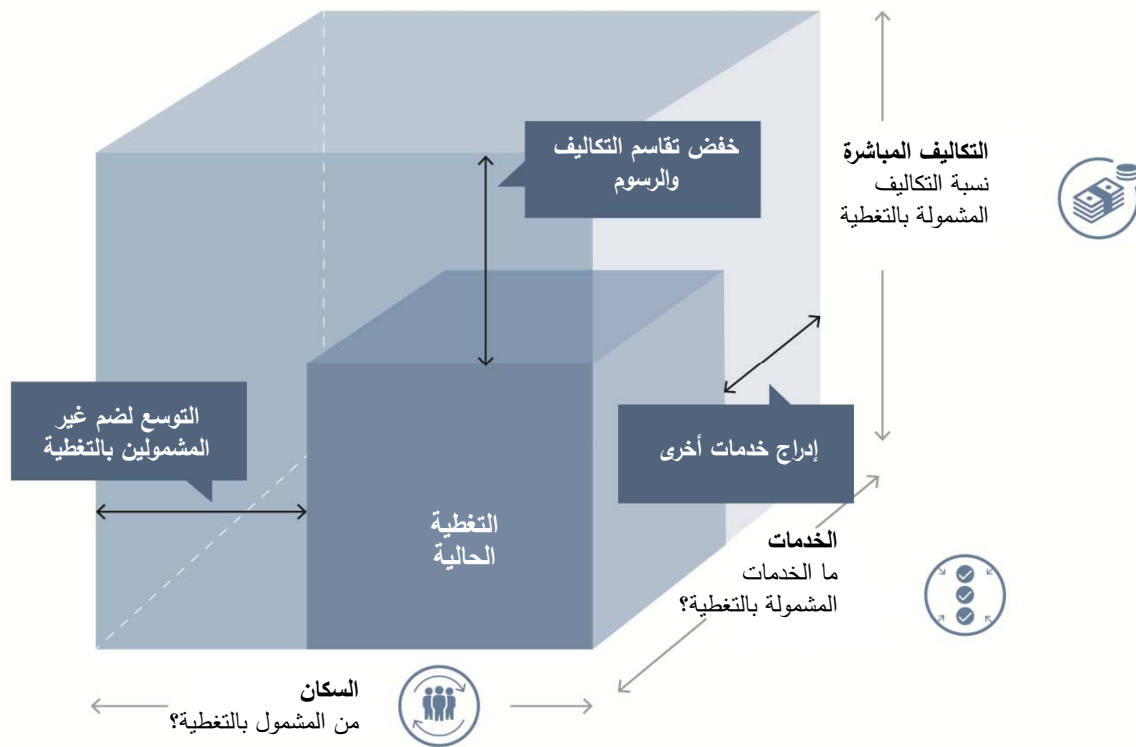 خفض تقاسم التكاليف
والرسوم
التكاليف المباشرة
نسبة التكاليف
المشمولة بالتغطية
التوسع لضم غير
المشمولين بالتغطية
إدراج خدمات أخرى
التغطية
الحالية
الخدمات
ما الخدمات
المشمولة بالتغطية؟
السكان
من المشمول بالتغطية؟